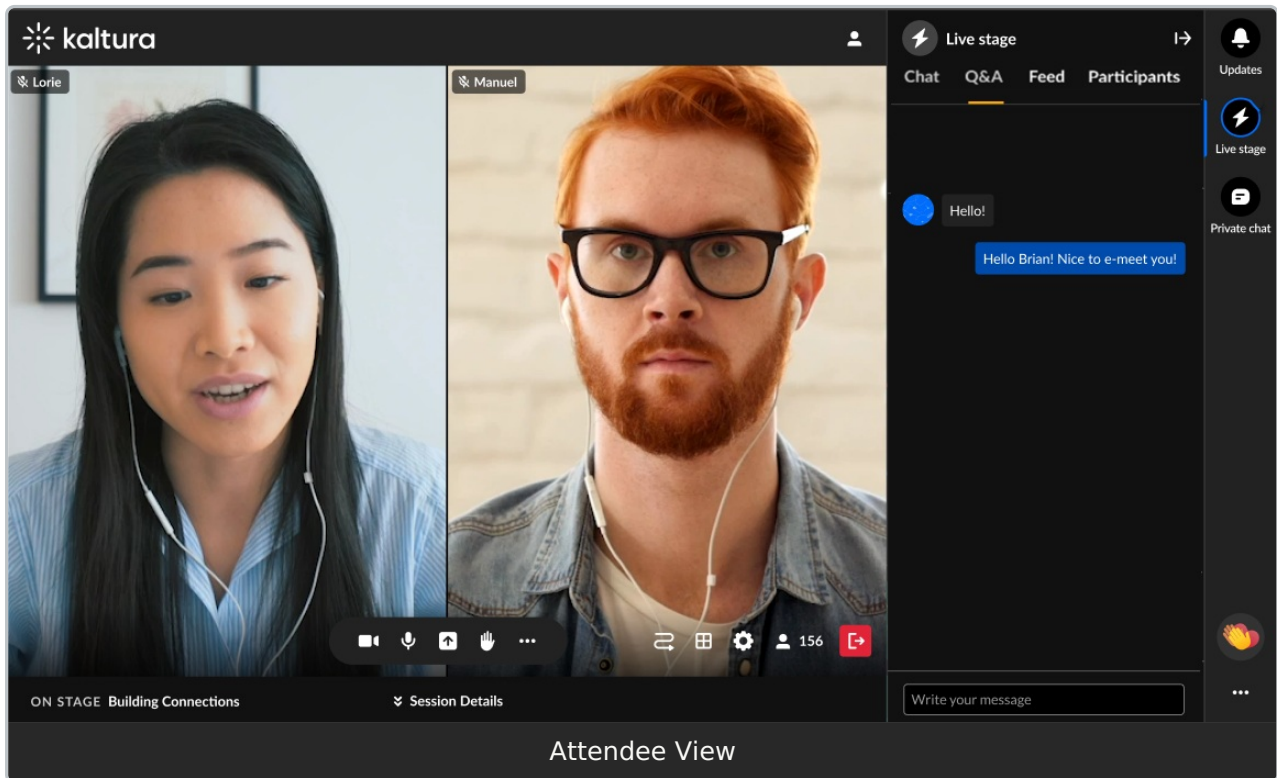 kaltura
Lorie
Manuel
156
ON STAGE Building Connections
Session Details
Live stage
Chat Q&A Feed Participants
Hello!
Hello Brian! Nice to e-meet you!
Write your message
Updates
Live stage
Private chat
Attendee View